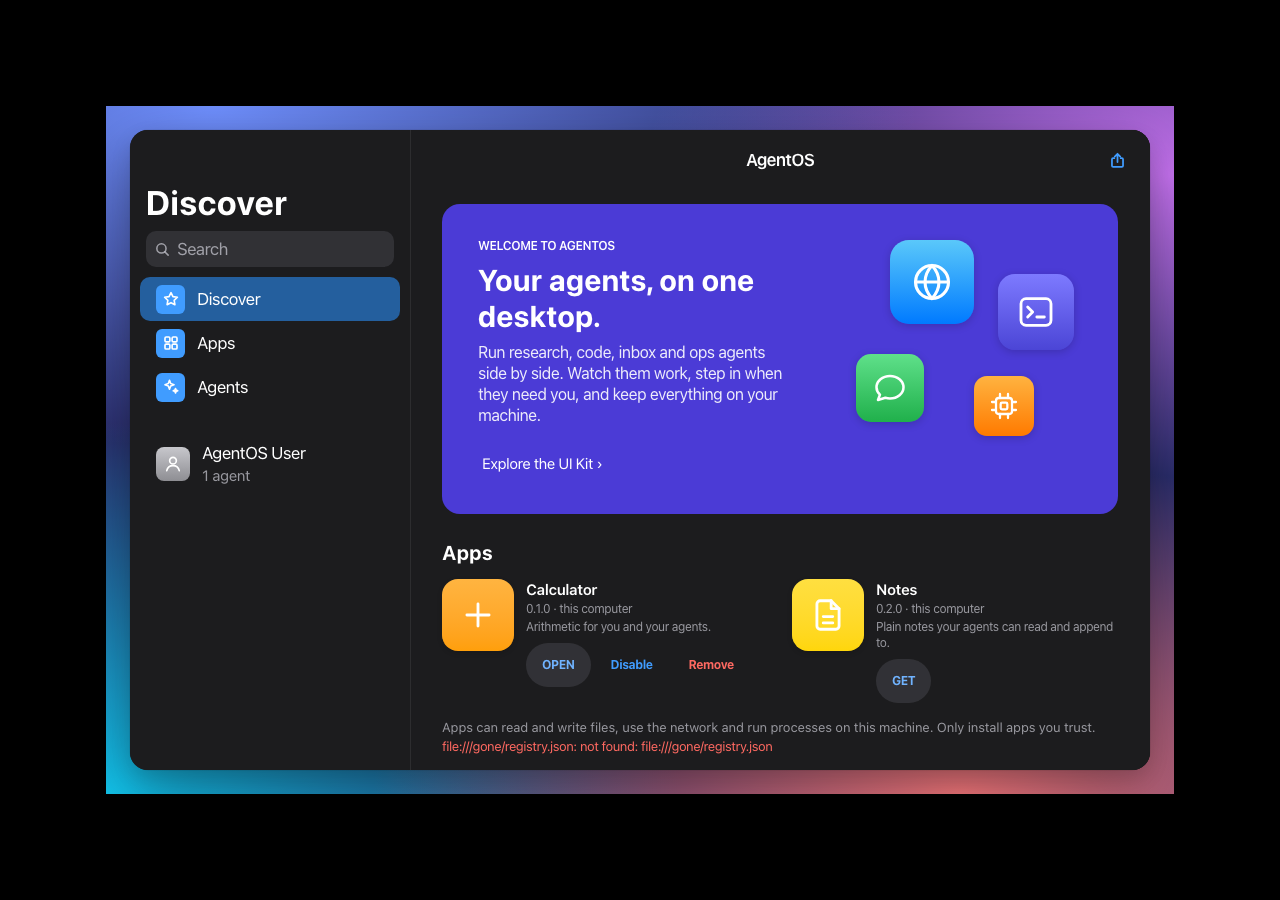 AgentOS
Discover
Search
Discover
Apps
Agents
AgentOS User
1 agent
WELCOME TO AGENTOS
Your agents, on one
desktop.
Run research, code, inbox and ops agents
side by side. Watch them work, step in when
they need you, and keep everything on your
machine.
Explore the UI Kit ›
Apps
Calculator
0.1.0 · this computer
Arithmetic for you and your agents.
OPEN
Disable
Remove
Notes
0.2.0 · this computer
Plain notes your agents can read and append
to.
GET
Apps can read and write files, use the network and run processes on this machine. Only install apps you trust.
file:///gone/registry.json: not found: file:///gone/registry.json